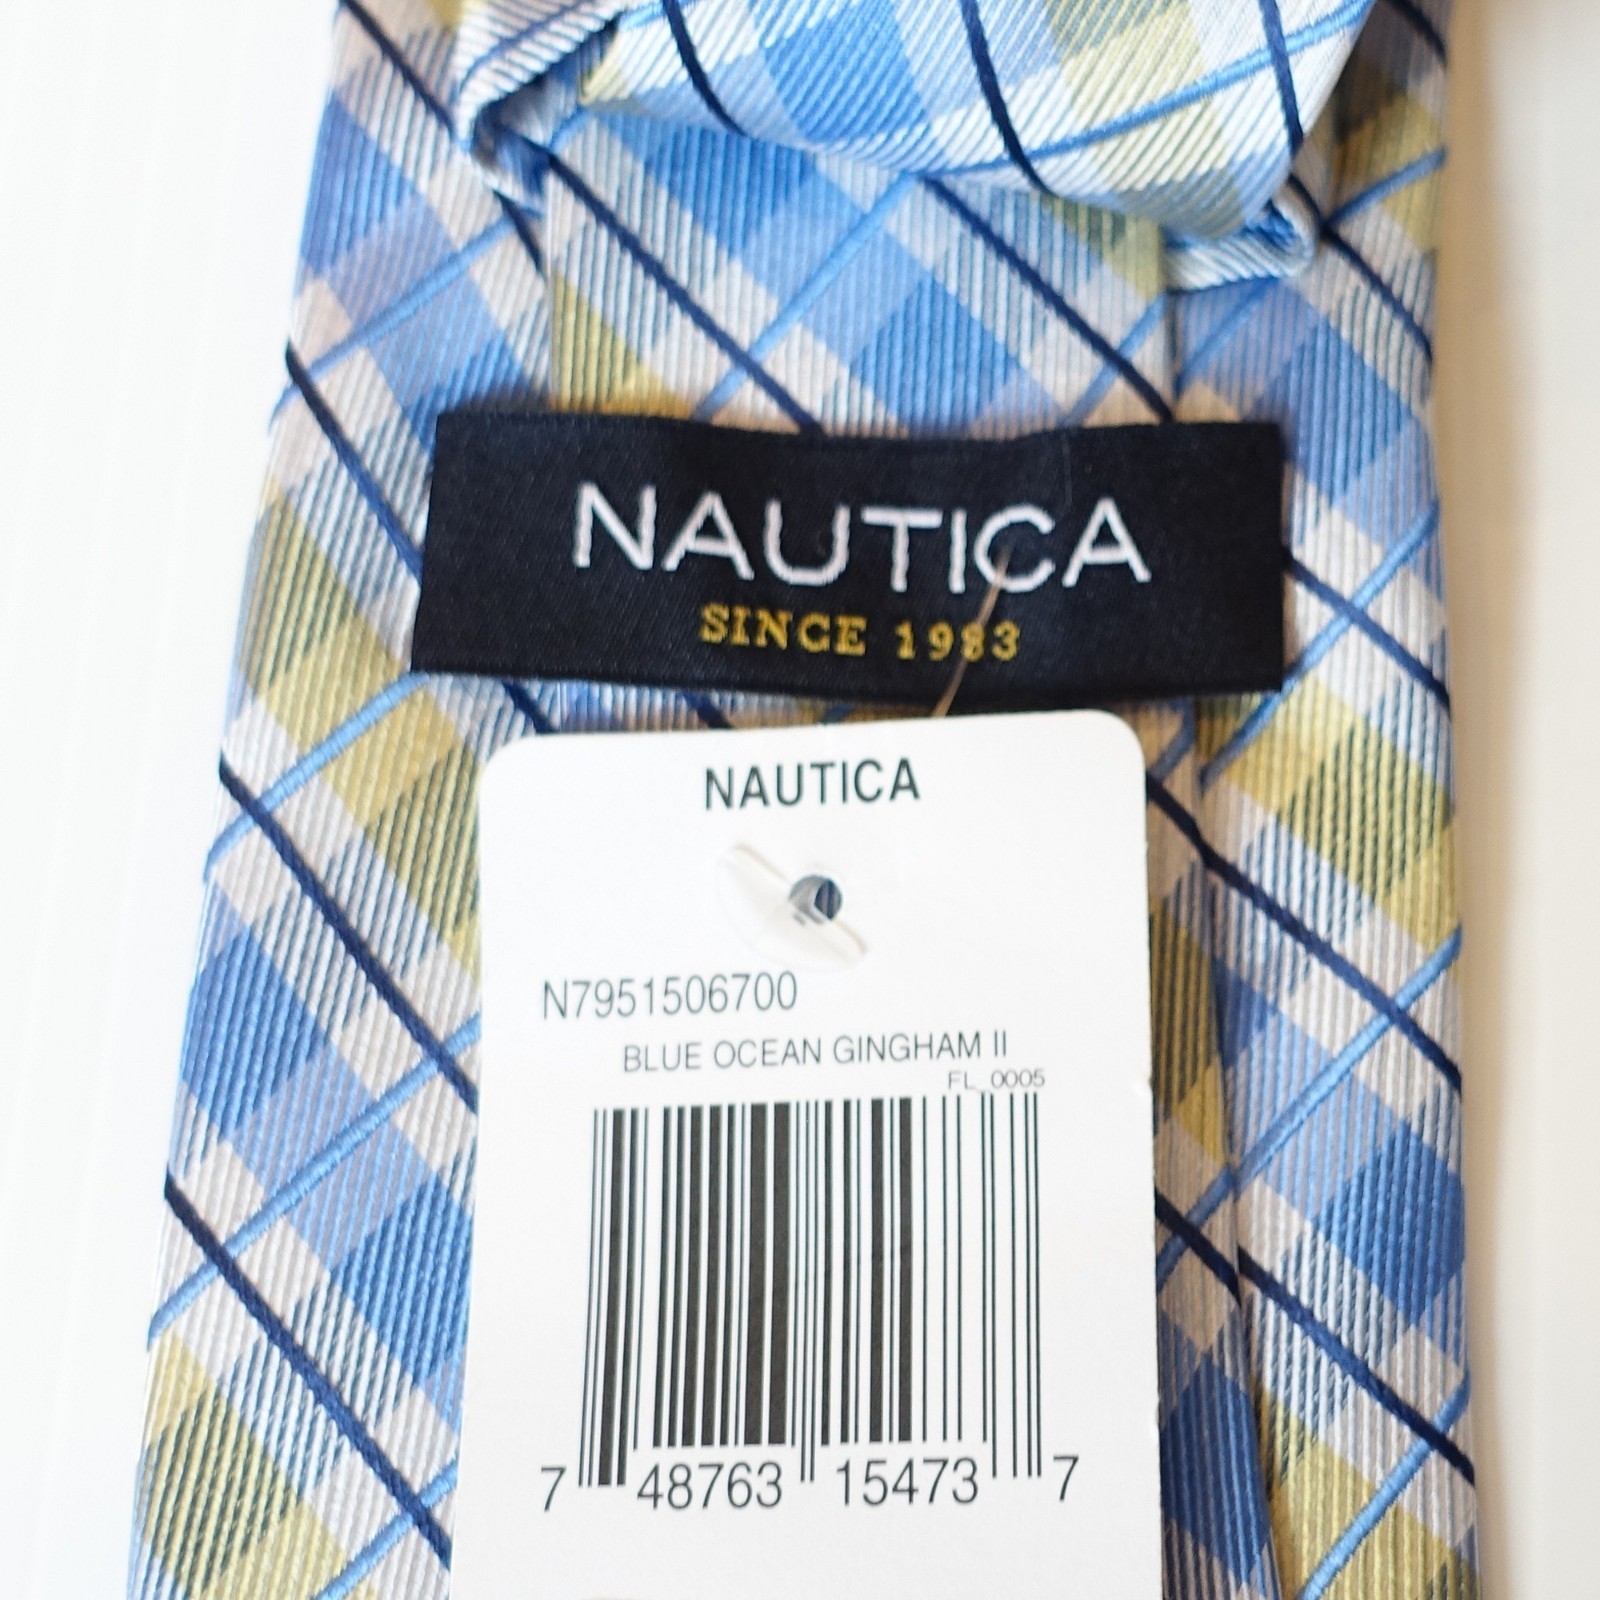 NAUTICA
SINCE 1983
NAUTICA
N7951506700
BLUE OCEAN GINGHAM II
FL_0005
7 48763 15473 7